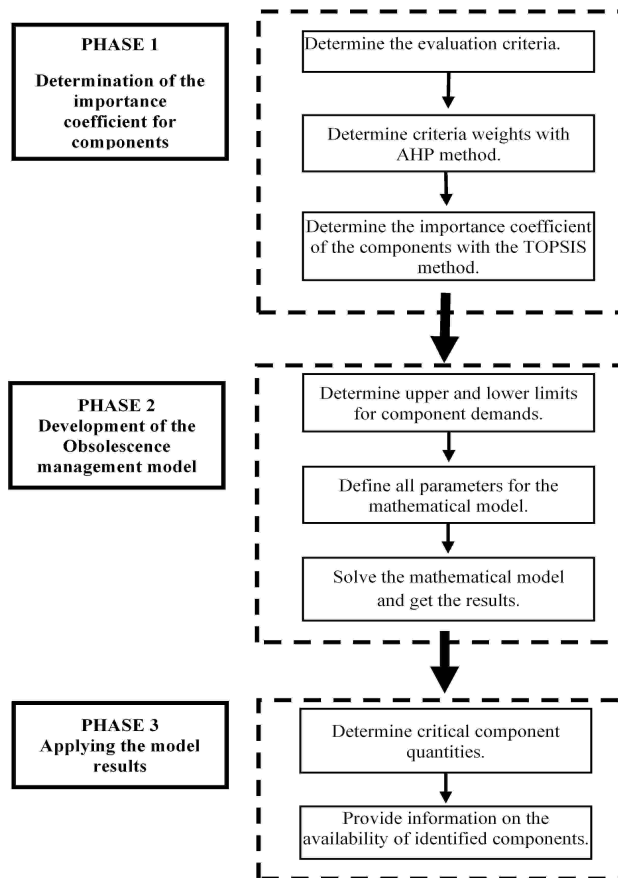 PHASE 1
Determination of the
importance
coefficient for
components
Determine the evaluation criteria.
Determine criteria weights with
AHP method.
Determine the importance coefficient
of the components with the TOPSIS
method.
PHASE 2
Development of the
Obsolescence
management model
Determine upper and lower limits
for component demands.
Define all parameters for the
mathematical model.
Solve the mathematical model
and get the results.
PHASE 3
Applying the model
results
Determine critical component
quantities.
Provide information on the
availability of identified components.